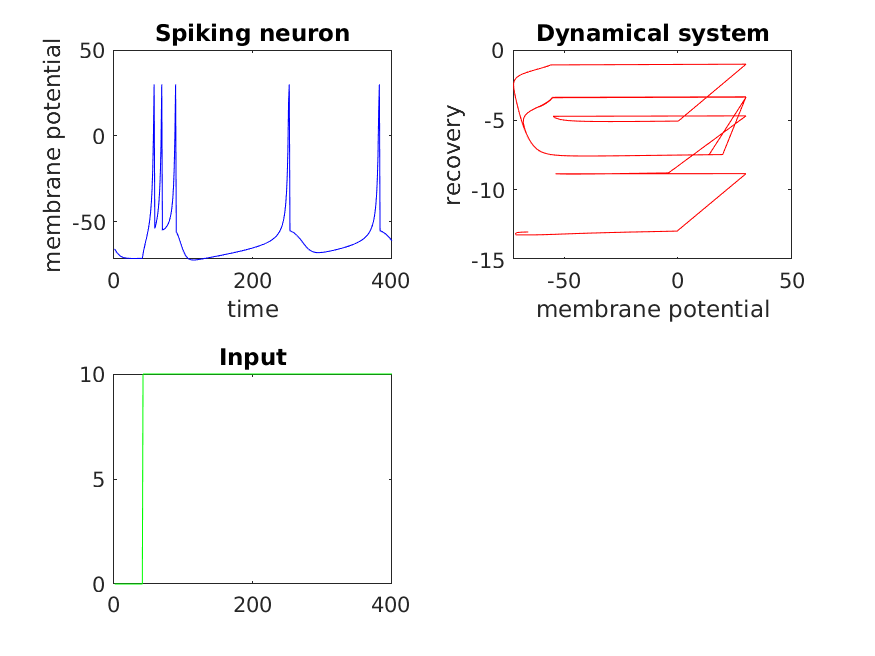 Spiking neuron
membrane potential
50
0
-50
0 200 400
time
Dynamical system
recovery
0
-5
-10
-15
-50 0 50
membrane potential
Input
10
5
0
0 200 400